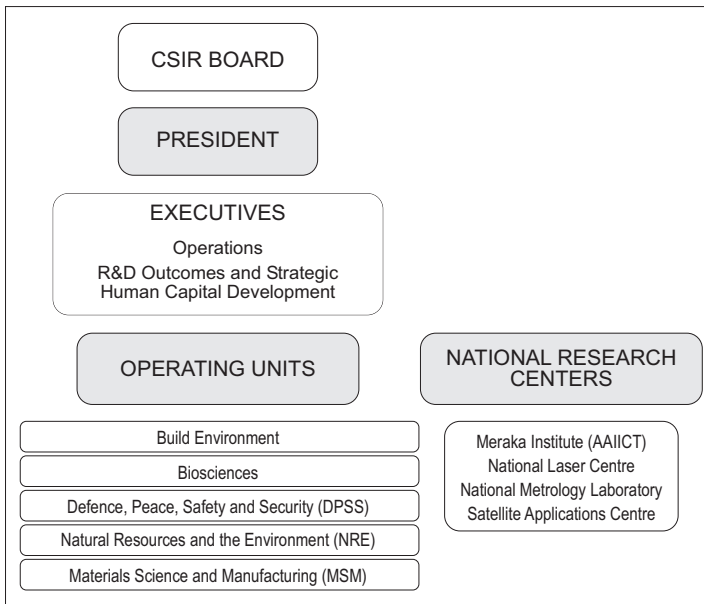 CSIR BOARD
PRESIDENT
EXECUTIVES
Operations
R&D Outcomes and Strategic
Human Capital Development
OPERATING UNITS
Build Environment
Biosciences
Defence, Peace, Safety and Security (DPSS)
Natural Resources and the Environment (NRE)
Materials Science and Manufacturing (MSM)
NATIONAL RESEARCH
CENTERS
Meraka Institute (AAIICT)
National Laser Centre
National Metrology Laboratory
Satellite Applications Centre